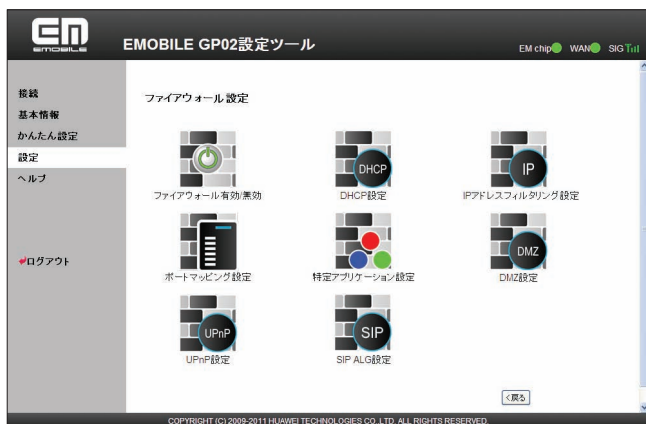 EM
EMOBILE
EMOBILE GP02設定ツール
EM chip WAN SIG
接続
基本情報
かんたん設定
設定
ヘルプ
ログアウト
ファイアウォール 設定
DHCP
IP
ファイアウォール有効/無効
DHCP設定
IPアドレスフィルタリング設定
DMZ
ポートマッピング設定
特定アプリケーション設定
DMZ設定
UPnP
SIP
UPnP設定
SIP ALG設定
<戻る
COPYRIGHT (C) 2009-2011 HUAWEI TECHNOLOGIES CO.,LTD. ALL RIGHTS RESERVED.